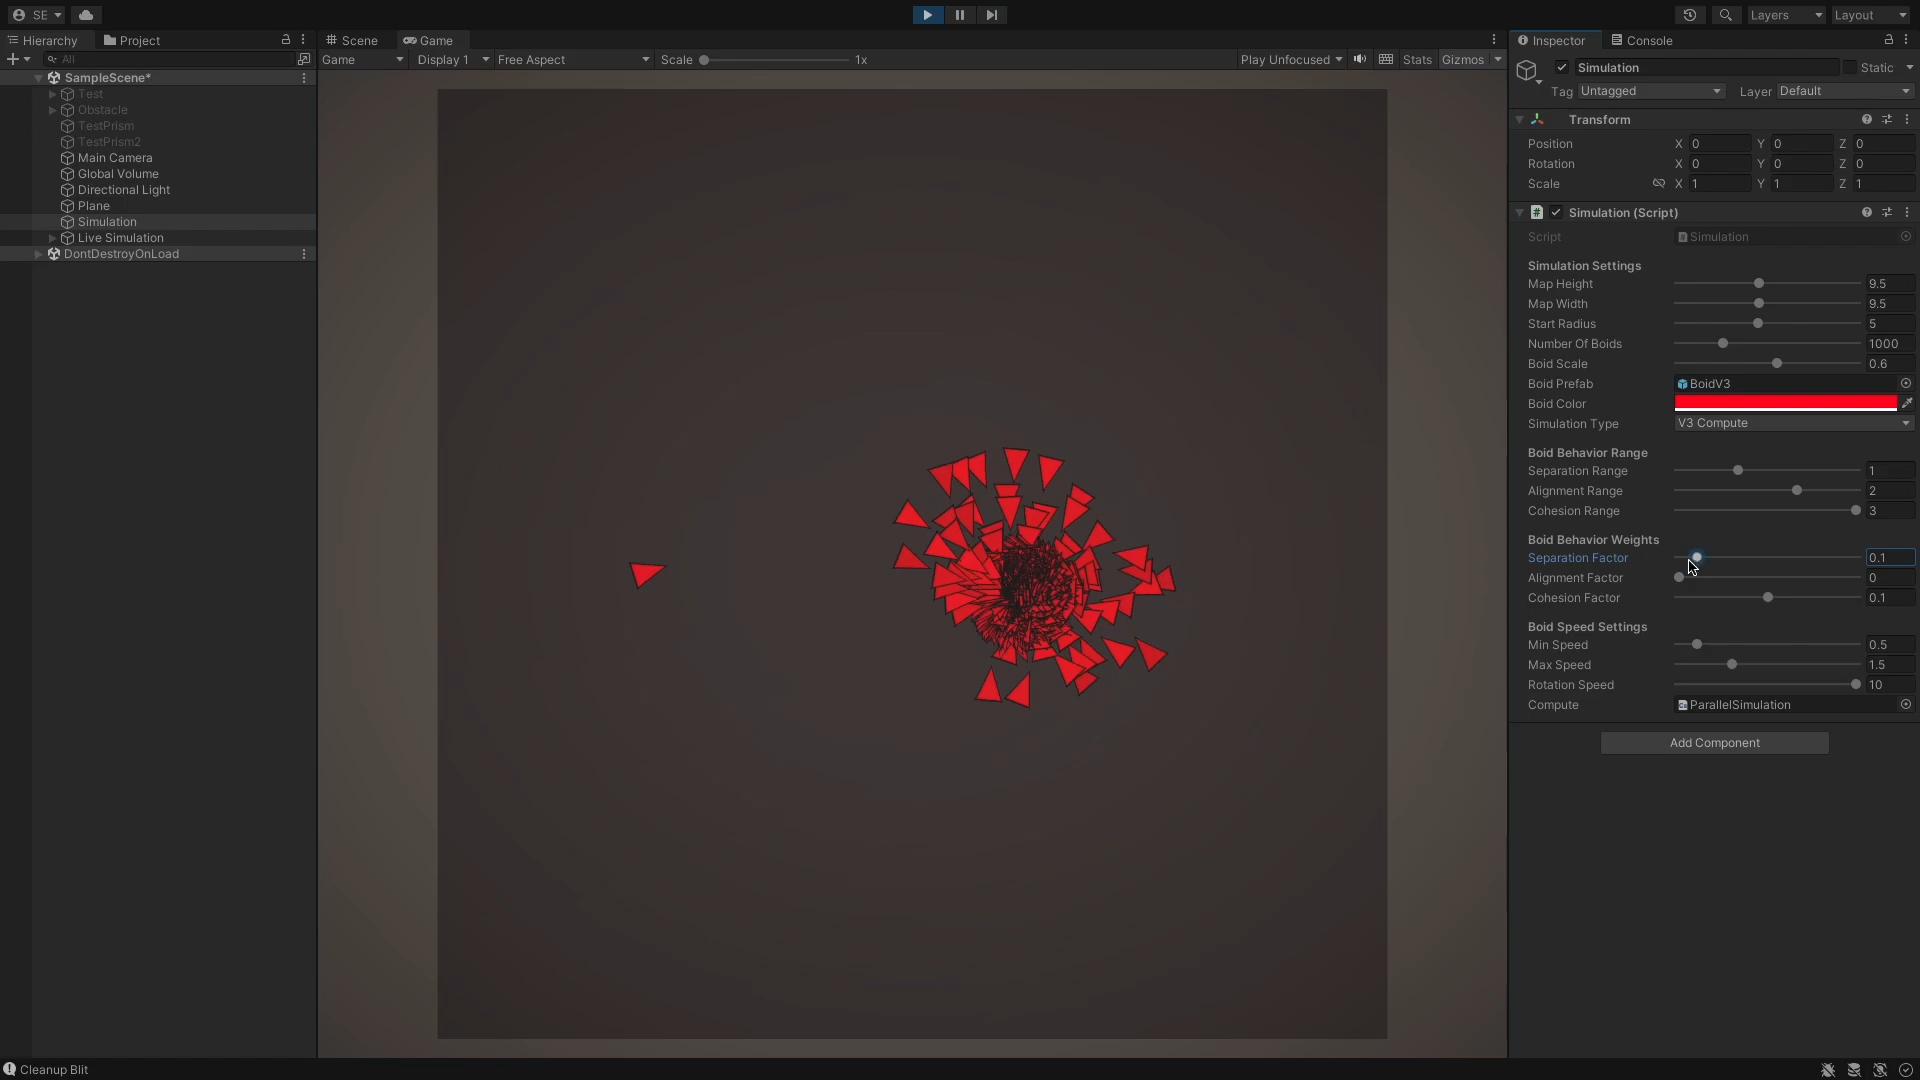 SE
Layers
Layout
Hierarchy
Project
Scene
Game
Inspector
Console
All
Game
Display 1
Free Aspect
Scale
1x
Play Unfocused
Stats
Gizmos
SampleScene*
Test
Obstacle
TestPrism
TestPrism2
Main Camera
Global Volume
Directional Light
Plane
Simulation
Live Simulation
DontDestroyOnLoad
Simulation
Static
Tag Untagged Layer Default
Transform
Position X 0 Y 0 Z 0
Rotation X 0 Y 0 Z 0
Scale X 1 Y 1 Z 1
# Simulation (Script)
Script Simulation
Simulation Settings
Map Height 9.5
Map Width 9.5
Start Radius 5
Number Of Boids 1000
Boid Scale 0.6
Boid Prefab BoidV3
Boid Color
Simulation Type V3 Compute
Boid Behavior Range
Separation Range 1
Alignment Range 2
Cohesion Range 3
Boid Behavior Weights
Separation Factor 0.1
Alignment Factor 0
Cohesion Factor 0.1
Boid Speed Settings
Min Speed 0.5
Max Speed 1.5
Rotation Speed 10
Compute ParallelSimulation
Add Component
Cleanup Blit